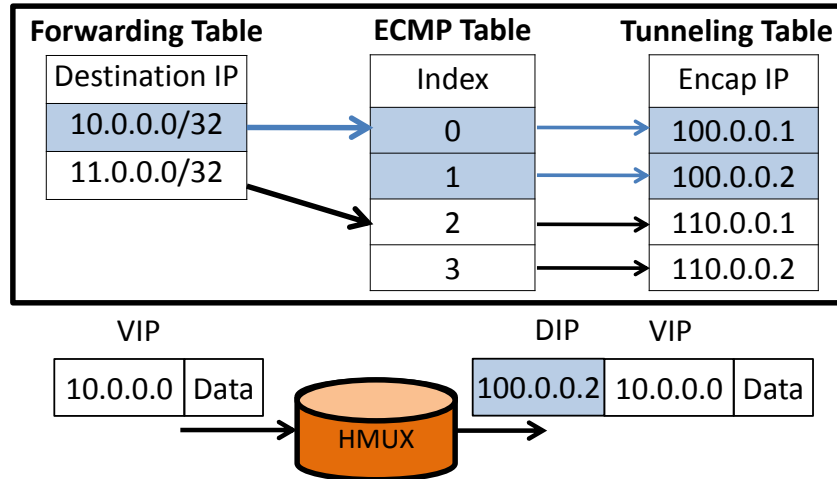 Forwarding Table ECMP Table Tunneling Table
Destination IP Index Encap IP
10.0.0.0/32 0 100.0.0.1
11.0.0.0/32 1 100.0.0.2
2 110.0.0.1
3 110.0.0.2
VIP DIP VIP
10.0.0.0 Data 100.0.0.2 10.0.0.0 Data
HMUX